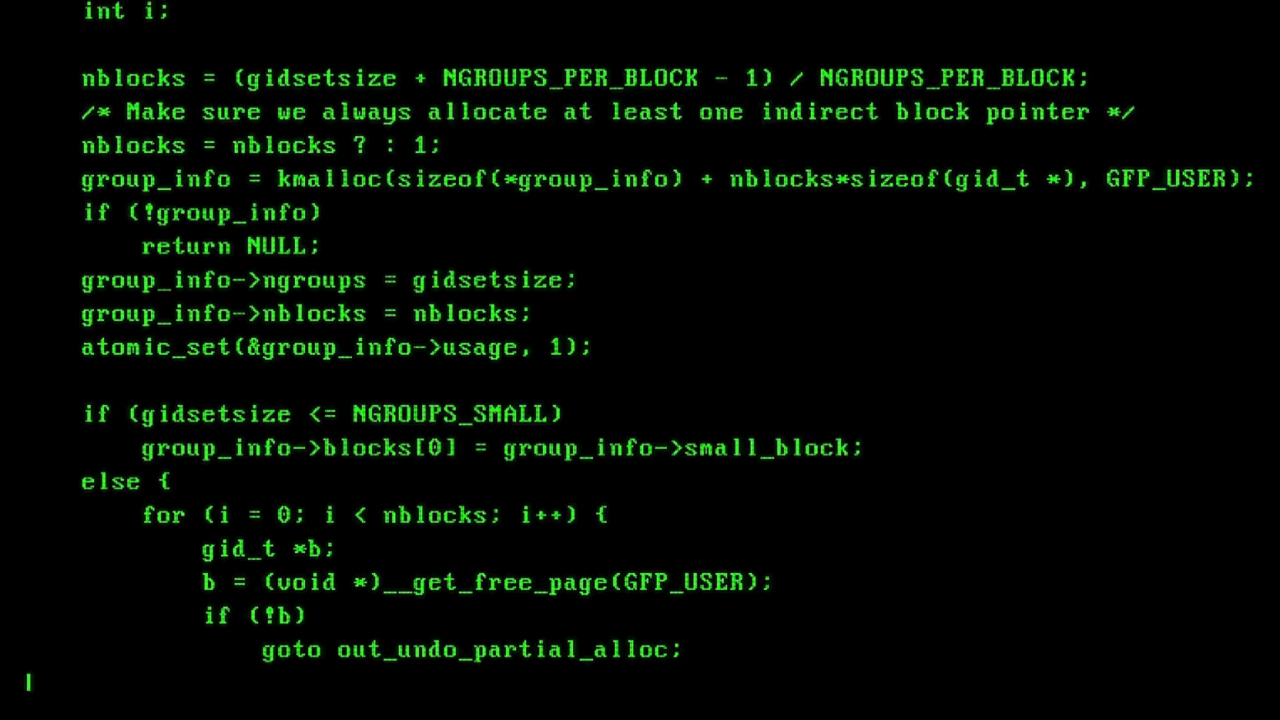 int i;
nblocks = (gidsetsize + NGROUPS_PER_BLOCK - 1) / NGROUPS_PER_BLOCK;
/* Make sure we always allocate at least one indirect block pointer */
nblocks = nblocks ? : 1;
group_info = kmalloc(sizeof(*group_info) + nblocks*sizeof(gid_t *), GFP_USER);
if (!group_info)
return NULL;
group_info->ngroups = gidsetsize;
group_info->nblocks = nblocks;
atomic_set(&group_info->usage, 1);
if (gidsetsize <= NGROUPS_SMALL)
group_info->blocks[0] = group_info->small_block;
else {
for (i = 0; i < nblocks; i++) {
gid_t *b;
b = (void *)__get_free_page(GFP_USER);
if (!b)
goto out_undo_partial_alloc;